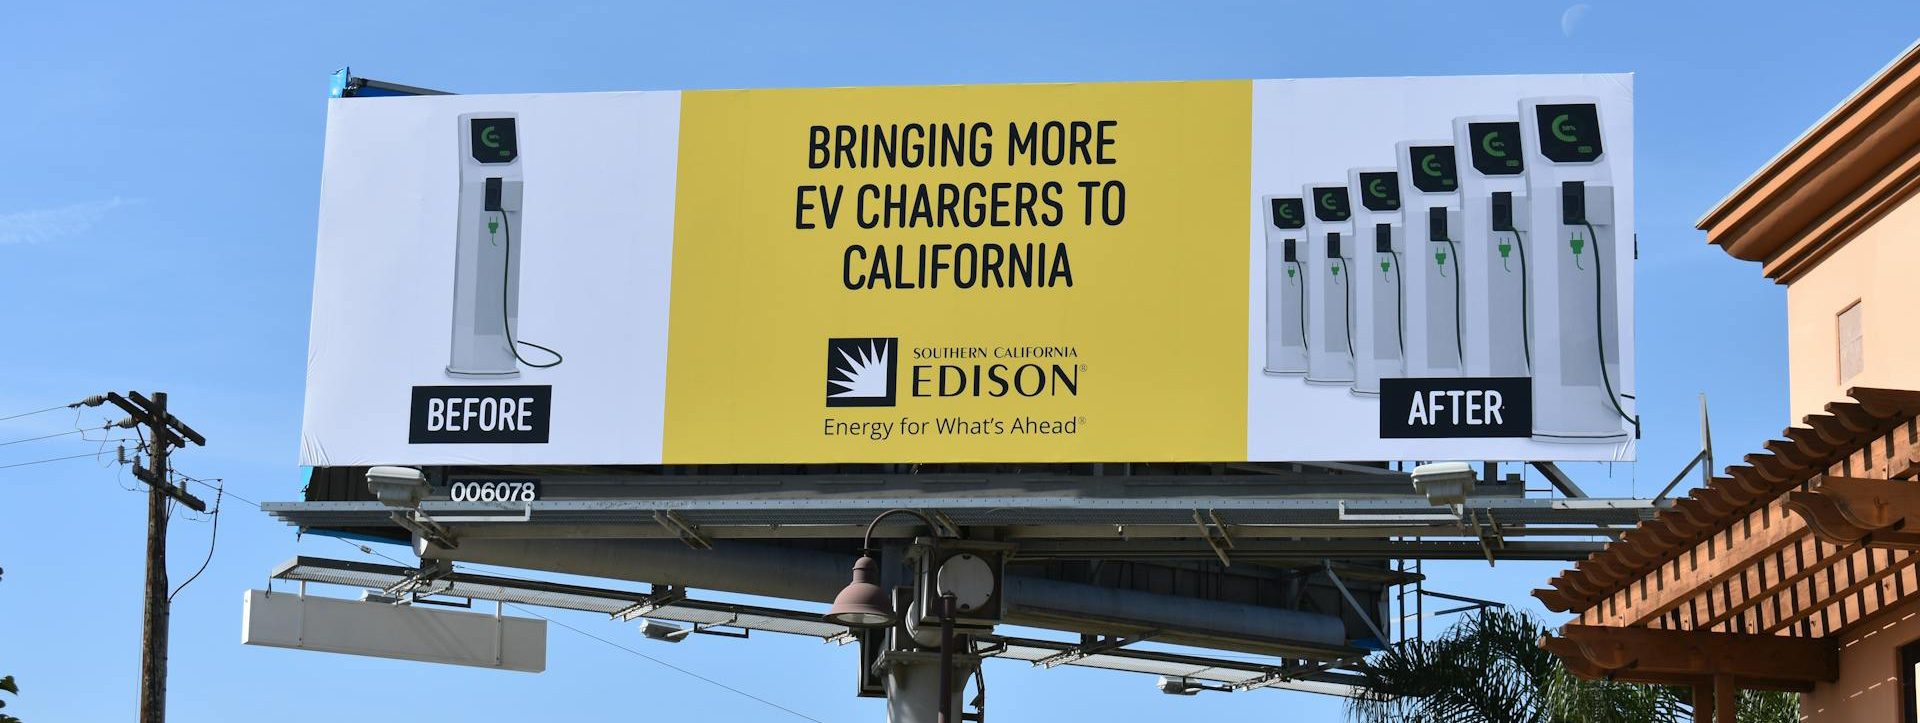 BRINGING MORE
EV CHARGERS TO
CALIFORNIA
SOUTHERN CALIFORNIA
EDISON®
Energy for What's Ahead®
BEFORE
AFTER
006078